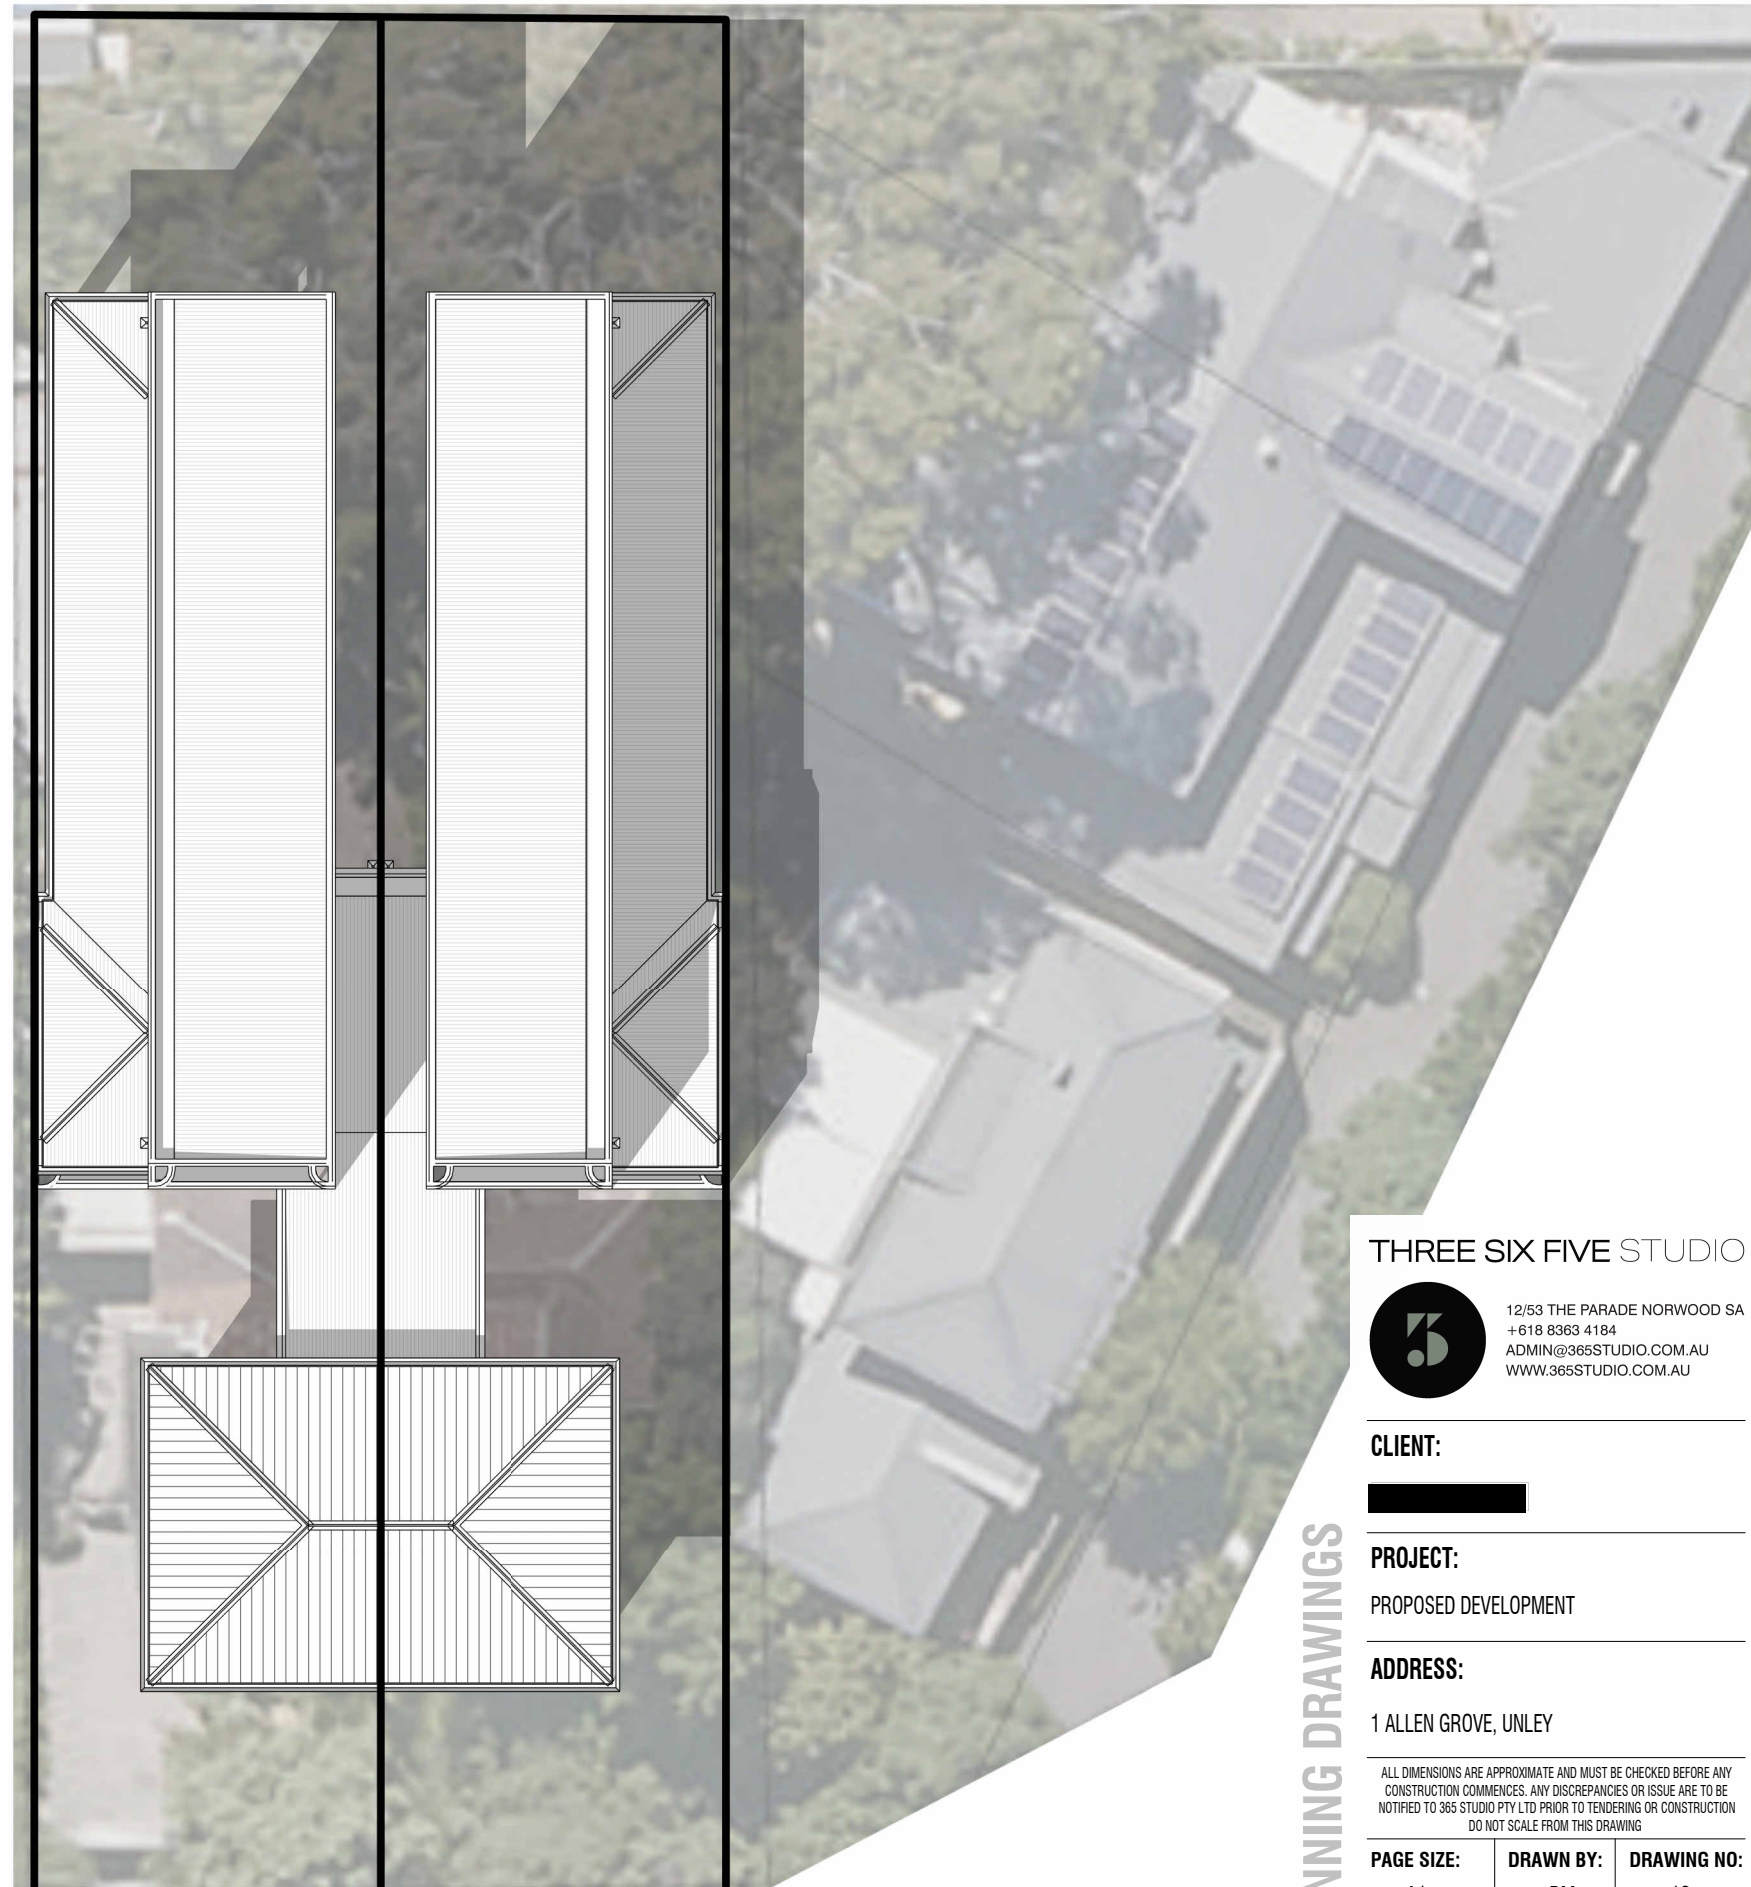 THREE SIX FIVE STUDIO
12/53 THE PARADE NORWOOD SA
+618 8363 4184
ADMIN@365STUDIO.COM.AU
WWW.365STUDIO.COM.AU
CLIENT:
PROJECT:
PROPOSED DEVELOPMENT
ADDRESS:
1 ALLEN GROVE, UNLEY
ALL DIMENSIONS ARE APPROXIMATE AND MUST BE CHECKED BEFORE ANY
CONSTRUCTION COMMENCES. ANY DISCREPANCIES OR ISSUE ARE TO BE
NOTIFIED TO 365 STUDIO PTY LTD PRIOR TO TENDERING OR CONSTRUCTION
DO NOT SCALE FROM THIS DRAWING
PAGE SIZE: DRAWN BY: DRAWING NO:
NNING DRAWINGS